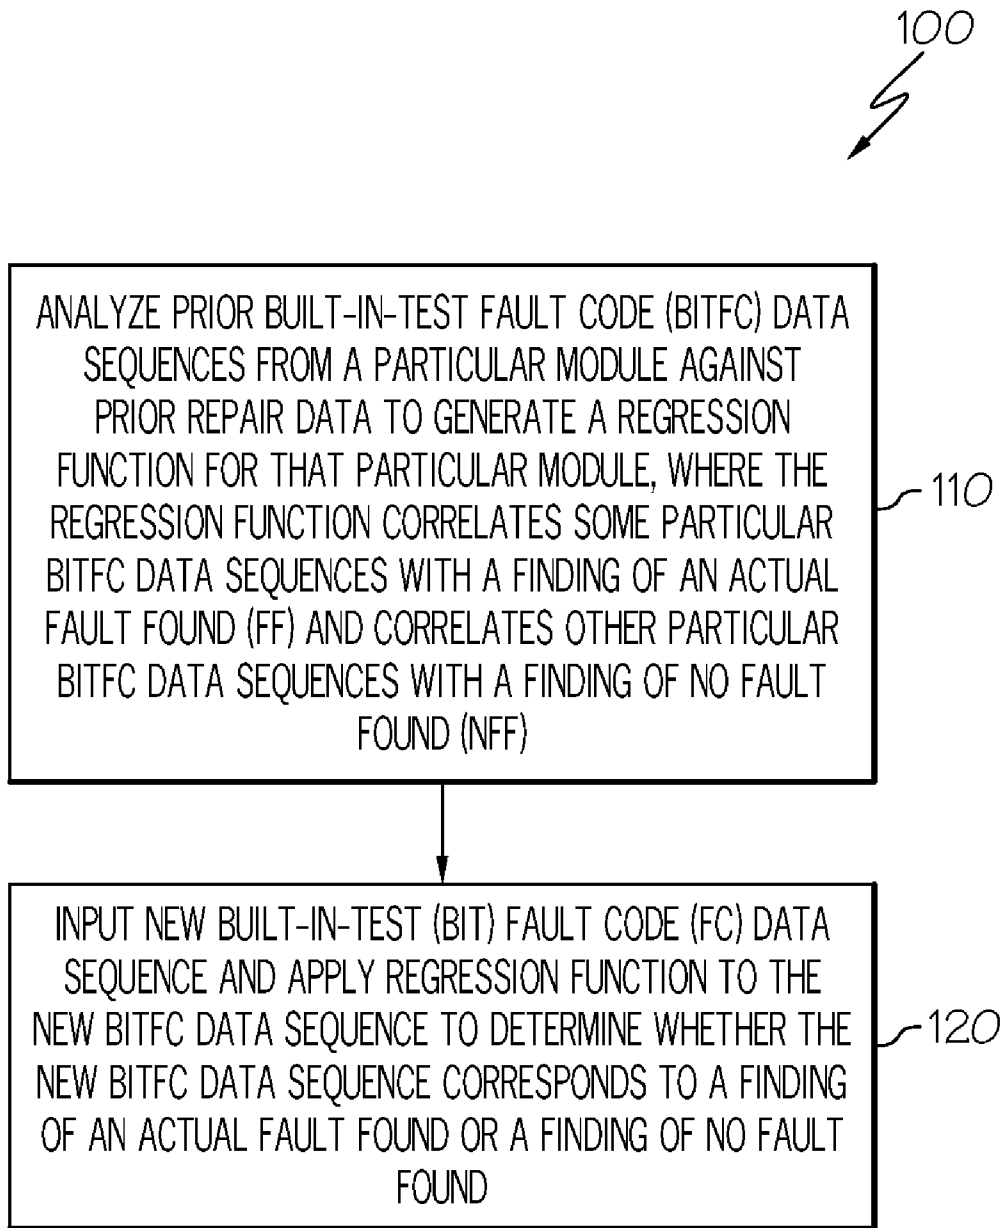 100
ANALYZE PRIOR BUILT-IN-TEST FAULT CODE (BITFC) DATA
SEQUENCES FROM A PARTICULAR MODULE AGAINST
PRIOR REPAIR DATA TO GENERATE A REGRESSION
FUNCTION FOR THAT PARTICULAR MODULE, WHERE THE
REGRESSION FUNCTION CORRELATES SOME PARTICULAR
BITFC DATA SEQUENCES WITH A FINDING OF AN ACTUAL
FAULT FOUND (FF) AND CORRELATES OTHER PARTICULAR
BITFC DATA SEQUENCES WITH A FINDING OF NO FAULT
FOUND (NFF)
110
INPUT NEW BUILT-IN-TEST (BIT) FAULT CODE (FC) DATA
SEQUENCE AND APPLY REGRESSION FUNCTION TO THE
NEW BITFC DATA SEQUENCE TO DETERMINE WHETHER THE
NEW BITFC DATA SEQUENCE CORRESPONDS TO A FINDING
OF AN ACTUAL FAULT FOUND OR A FINDING OF NO FAULT
FOUND
120